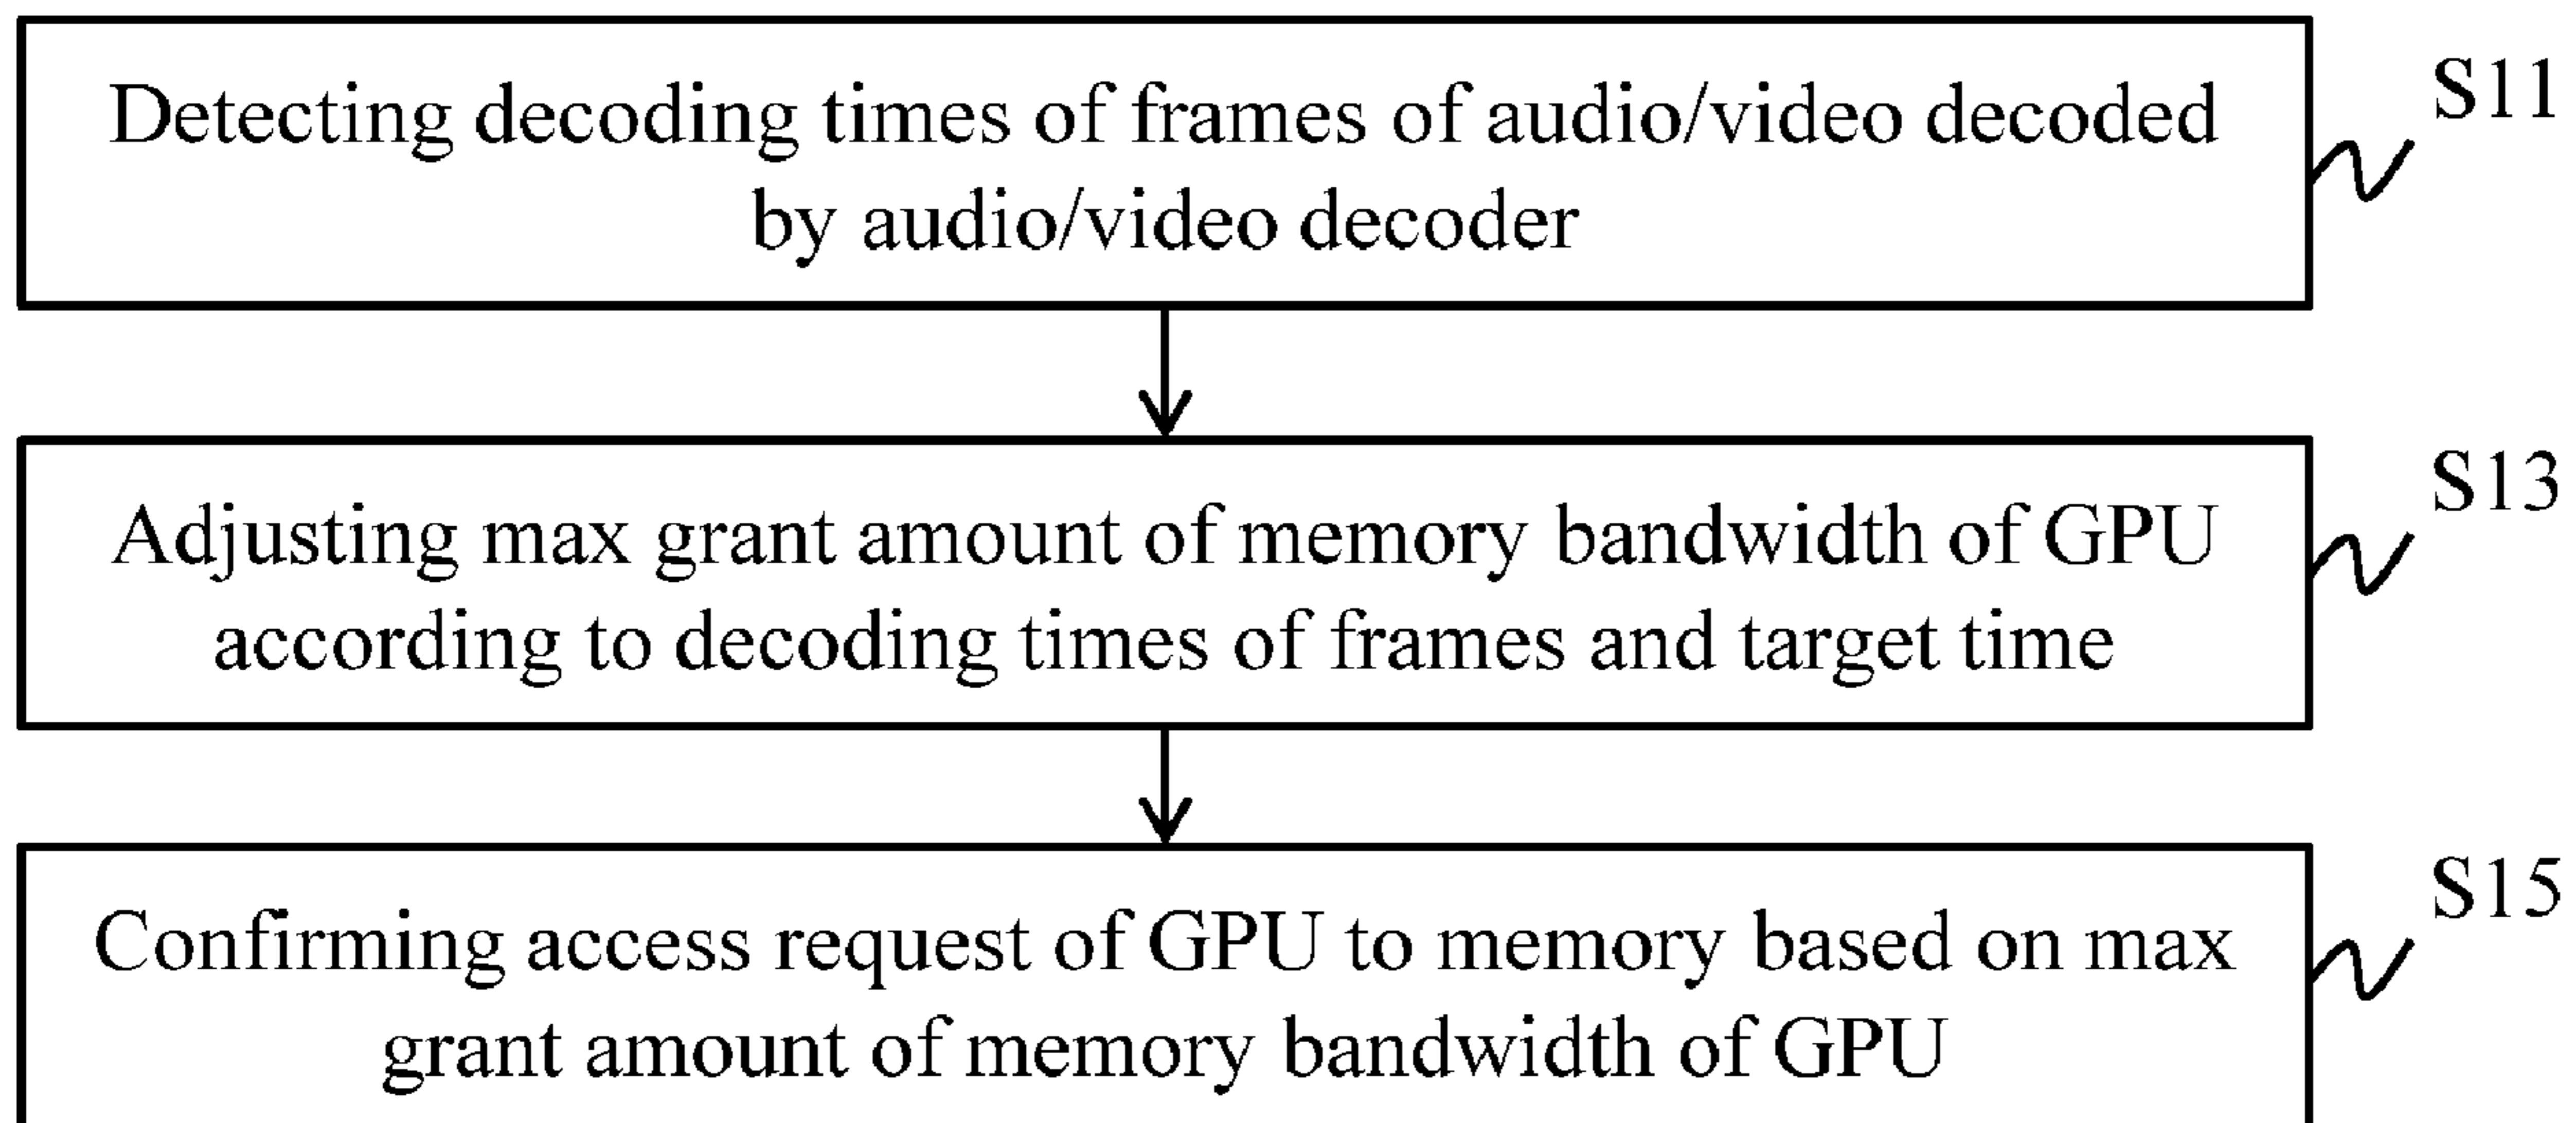 Detecting decoding times of frames of audio/video decoded
by audio/video decoder
S11
Adjusting max grant amount of memory bandwidth of GPU
according to decoding times of frames and target time
S13
Confirming access request of GPU to memory based on max
grant amount of memory bandwidth of GPU
S15